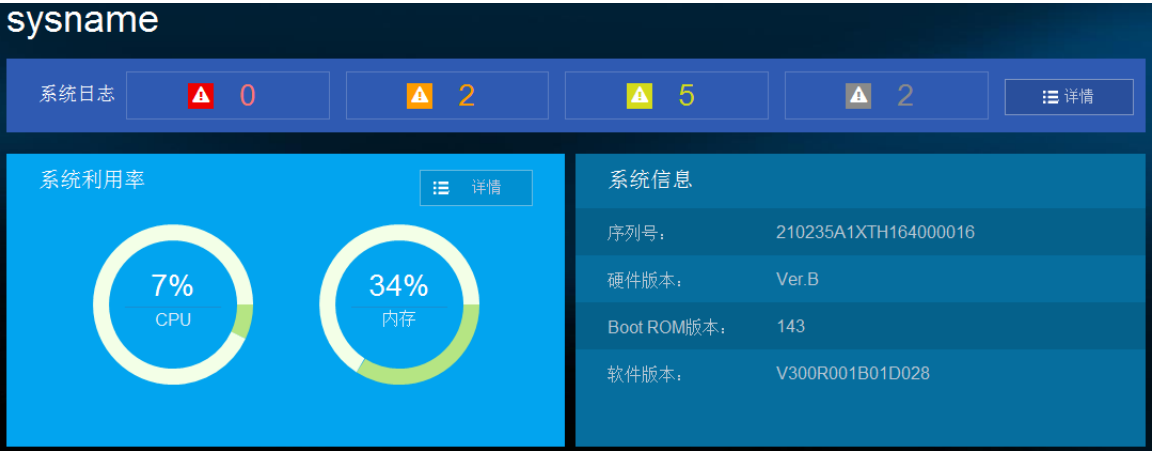 sysname
系统日志 0 2 5 2 详情
系统利用率 详情
7%
CPU
34%
内存
系统信息
序列号： 210235A1XTH164000016
硬件版本： Ver.B
Boot ROM版本： 143
软件版本： V300R001B01D028